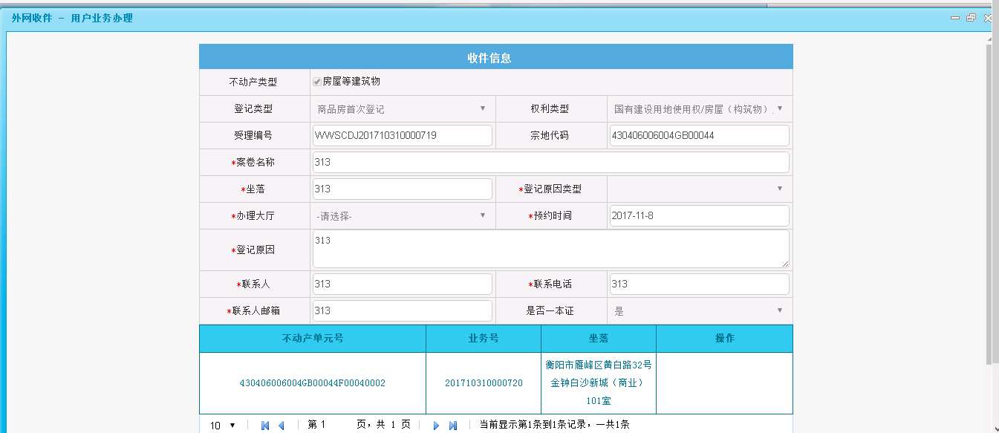 外网收件 - 用户业务办理
收件信息
不动产类型 房屋等建筑物
登记类型 商品房首次登记 权利类型 国有建设用地使用权/房屋（构筑物）
受理编号 WWSCDJ201710310000719 宗地代码 430406006004GB00044
*案卷名称 313
*坐落 313 *登记原因类型
*办理大厅 -请选择- *预约时间 2017-11-8
*登记原因 313
*联系人 313 *联系电话 313
*联系人邮箱 313 是否一本证 是
不动产单元号 业务号 坐落 操作
430406006004GB00044F00040002 201710310000720 衡阳市雁峰区黄白路32号
金钟白沙新城（商业）
101室
10 第 1 页，共 1 页 当前显示第1条到1条记录，一共1条